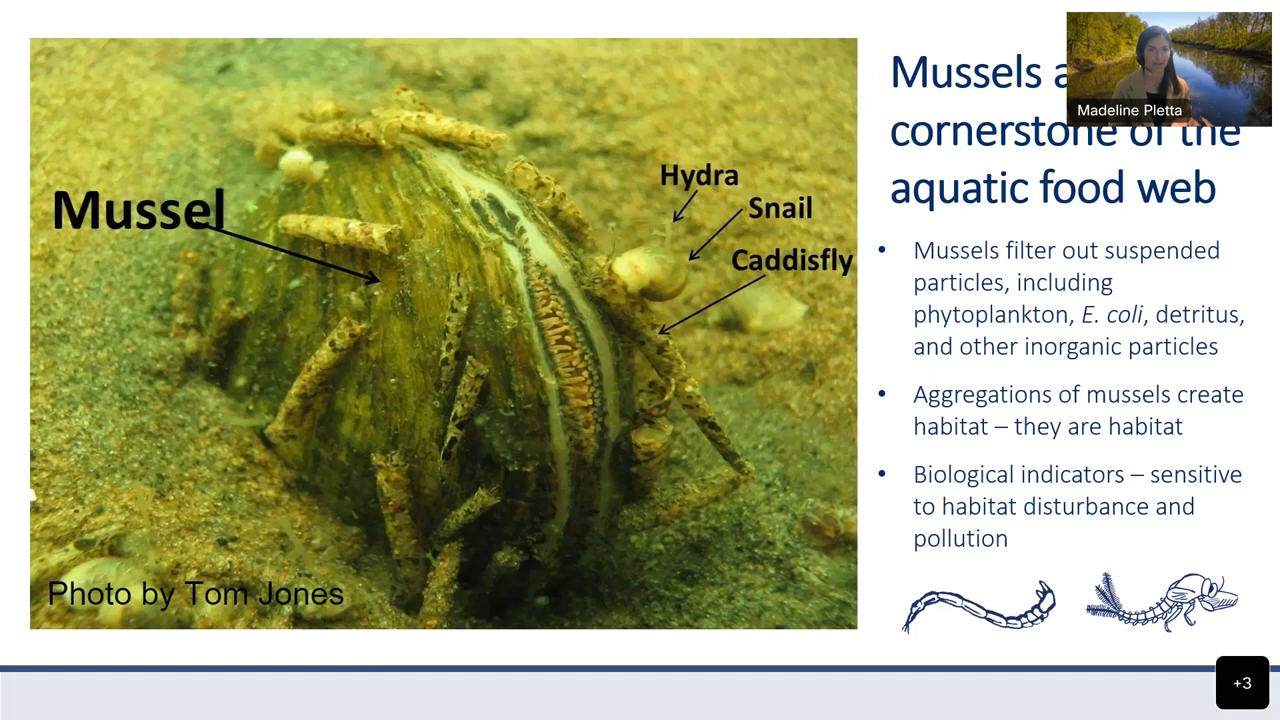 Mussels a
cornerstone of the
aquatic food web
Madeline Pletta
Mussel
Hydra
Snail
Caddisfly
Photo by Tom Jones
• Mussels filter out suspended
particles, including
phytoplankton, E. coli, detritus,
and other inorganic particles
• Aggregations of mussels create
habitat – they are habitat
• Biological indicators – sensitive
to habitat disturbance and
pollution
+3